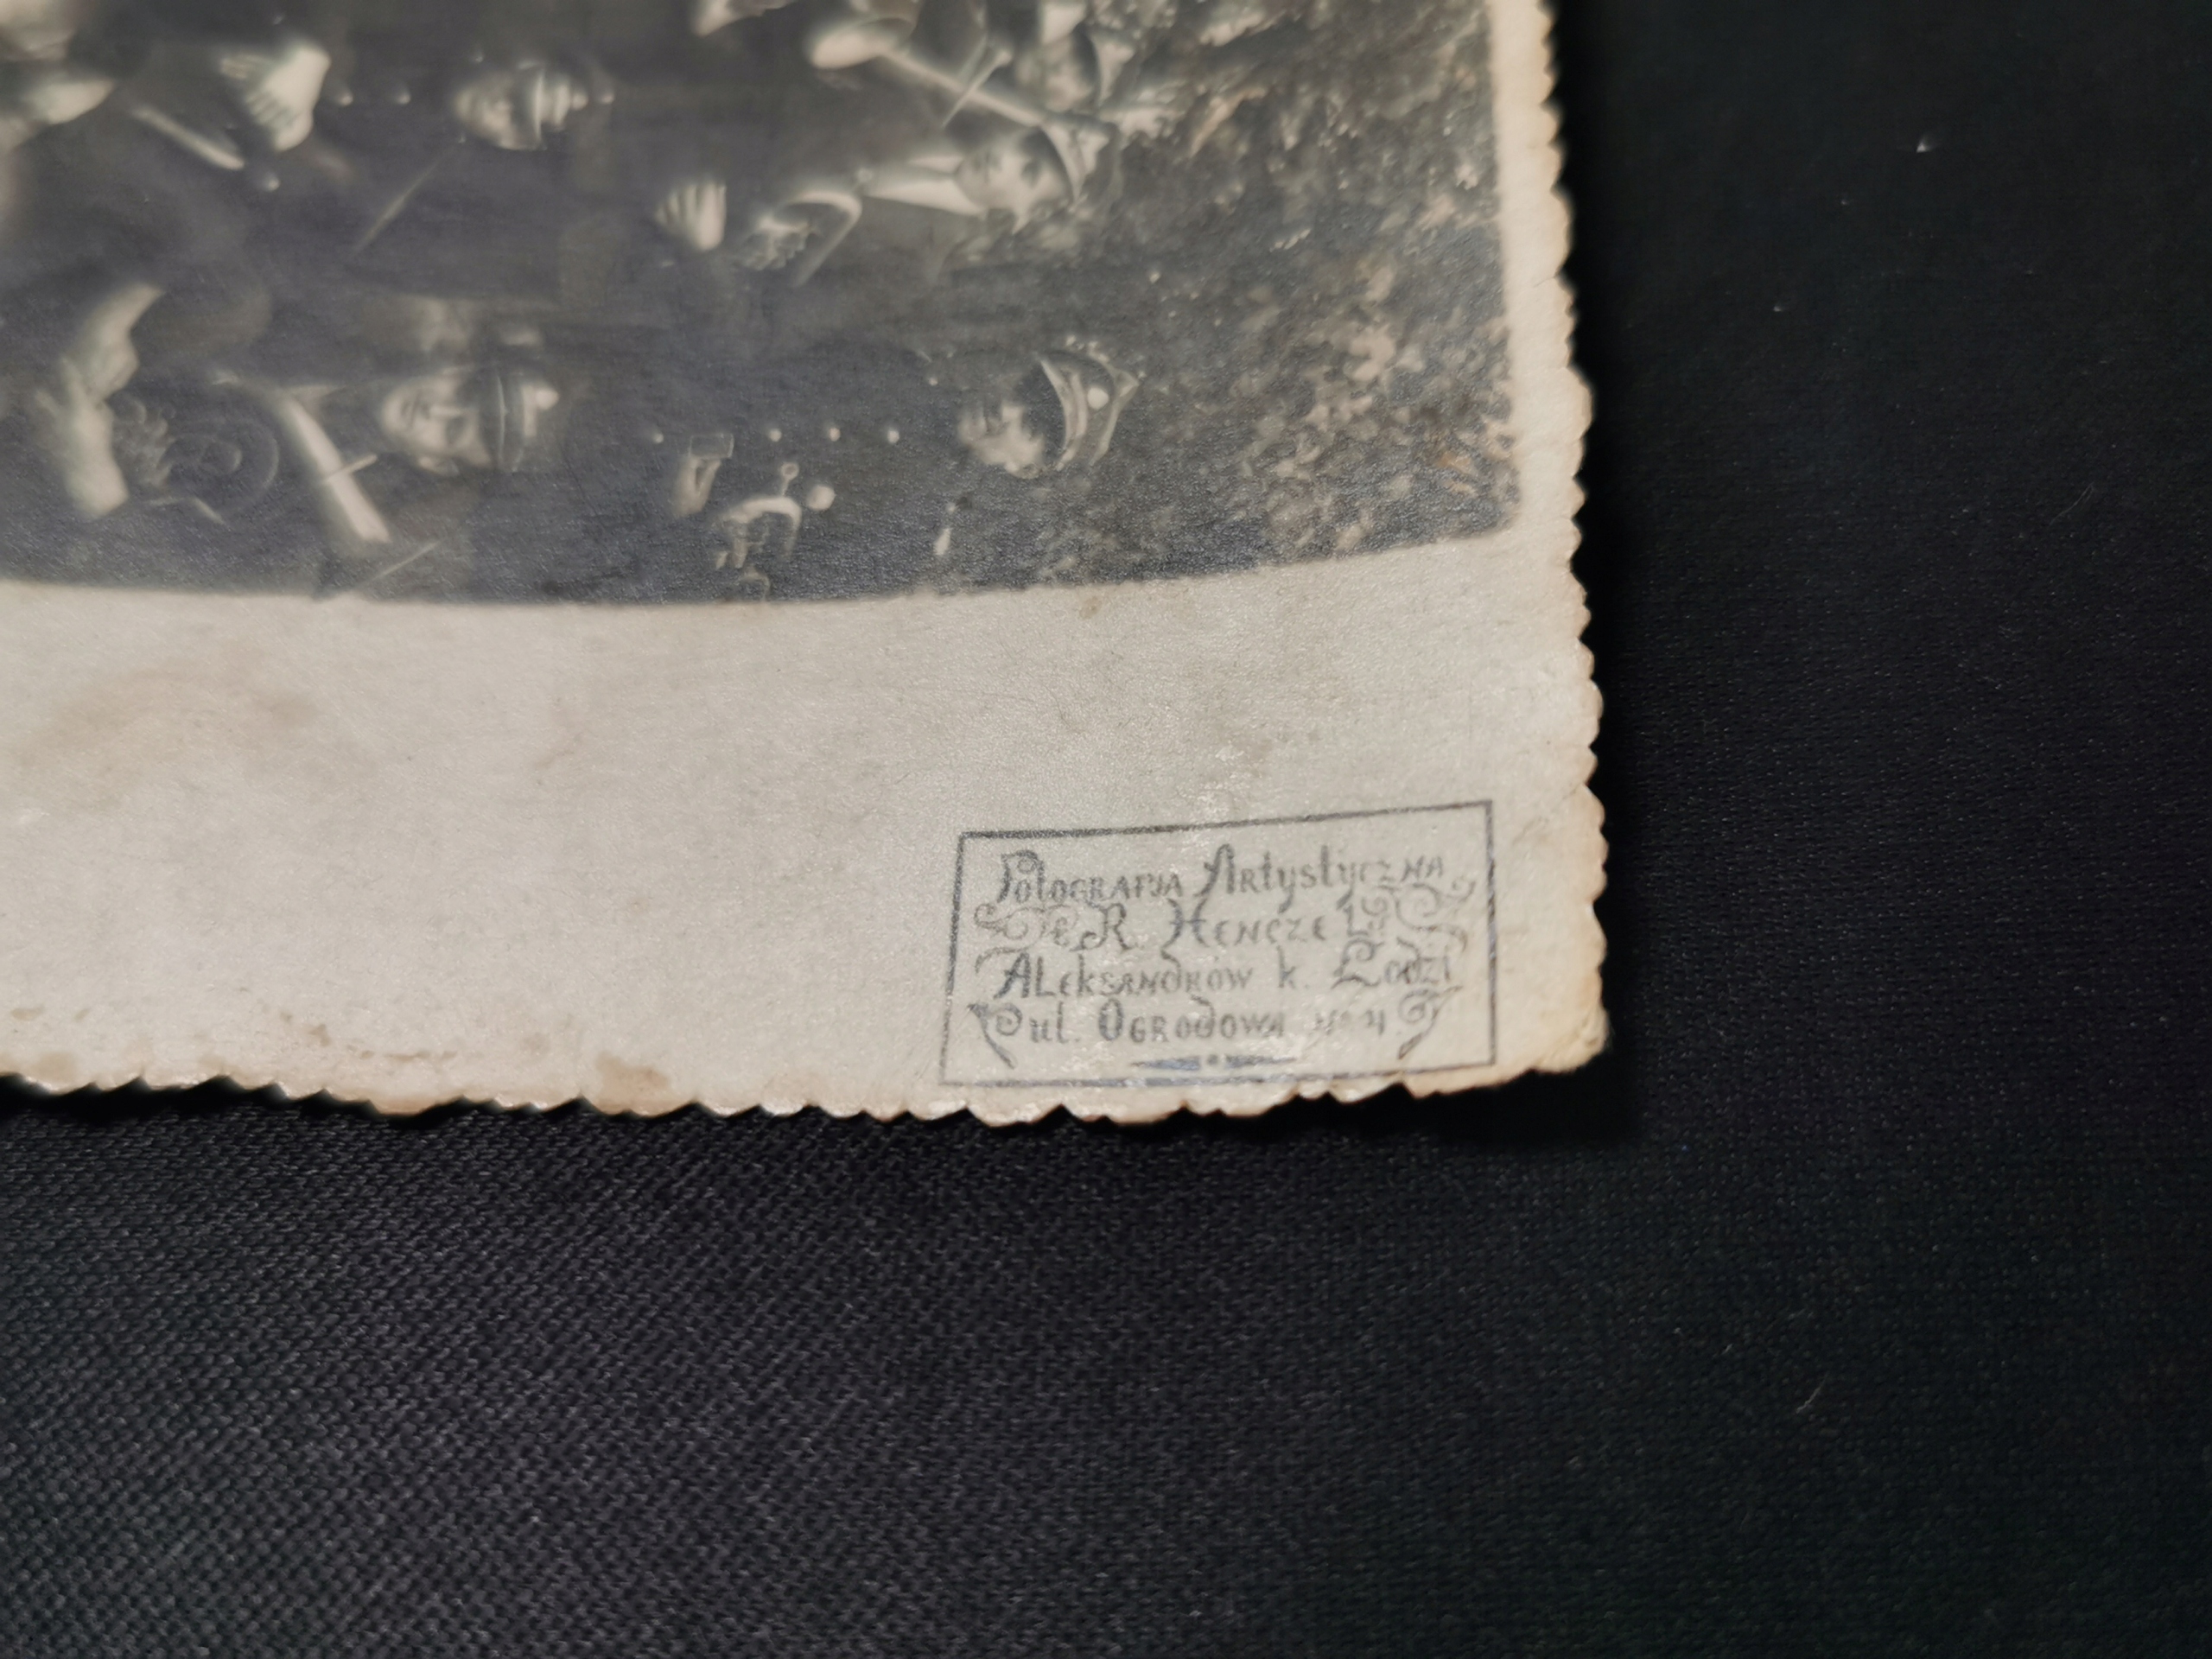 Fotografja Artystyczna
R. Hencze
Aleksandrów k. Łodzi
ul. Ogrodowa